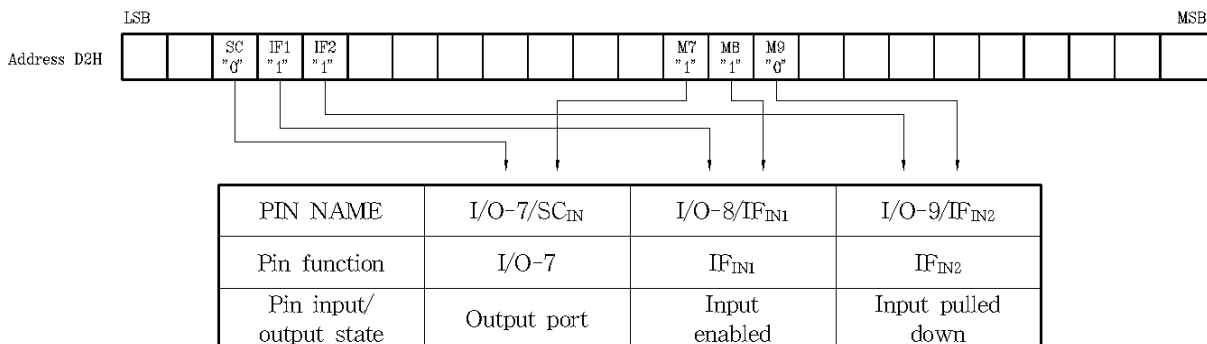 LSB MSB
Address D2H SC IF1 IF2 M7 M8 M9
"0" "1" "1" "1" "1" "0"
PIN NAME I/O-7/SCIN I/O-8/IFIN1 I/O-9/IFIN2
Pin function I/O-7 IFIN1 IFIN2
Pin input/ output state Output port Input enabled Input pulled down